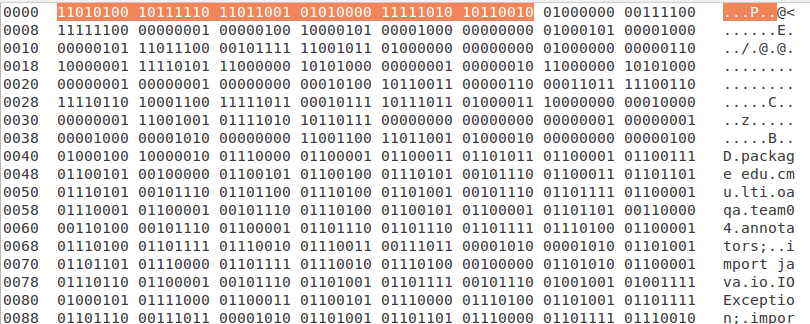 0000 11010100 10111110 11011001 01010000 11111010 10110010 01000000 00111100 ...P..@<
0008 11111100 00000001 00000100 10000101 00001000 00000000 01000101 00001000 ......E.
0010 00000101 11011100 00101111 11001011 01000000 00000000 01000000 00000110 ../.@.@.
0018 10000001 11110101 11000000 10101000 00000001 00000010 11000000 10101000 ........
0020 00000001 00000001 00000000 00010100 10110011 00000110 00011011 11100110 ........
0028 11110110 10001100 11111011 00010111 10111011 01000011 10000000 00010000 .....C..
0030 00000001 11001001 01111010 10111101 00000000 00000000 00000001 00000001 ..z.....
0038 00001000 00001010 00000000 11001100 11011001 01000010 00000000 00000100 .....B..
0040 01000100 10000010 01110000 01100001 01100011 01101011 01100001 01100111 D.packag
0048 01100101 00100000 01100101 01100100 01110101 00101110 01100011 01101101 e edu.cm
0050 01110101 00101110 01101100 01110100 01101001 00101110 01101111 01100001 u.lti.oa
0058 01110001 01100001 00101110 01110100 01100101 01100001 01101101 00110000 qa.team0
0060 00110100 00101110 01100001 01101110 01101110 01101111 01110100 01100001 4.annota
0068 01110100 01101111 01110010 01110011 00111011 00001010 00001010 01101001 tors;..i
0070 01101101 01110000 01101111 01110010 01110100 00100000 01101010 01100001 mport ja
0078 01110110 01100001 00101110 01101001 01101111 00101110 01001001 01001111 va.io.IO
0080 01000101 01111000 01100011 01100101 01110000 01110100 01101001 01101111 Exceptio
0088 01101110 00111011 00001010 01101001 01101101 01110000 01101111 01110010 n;.impor